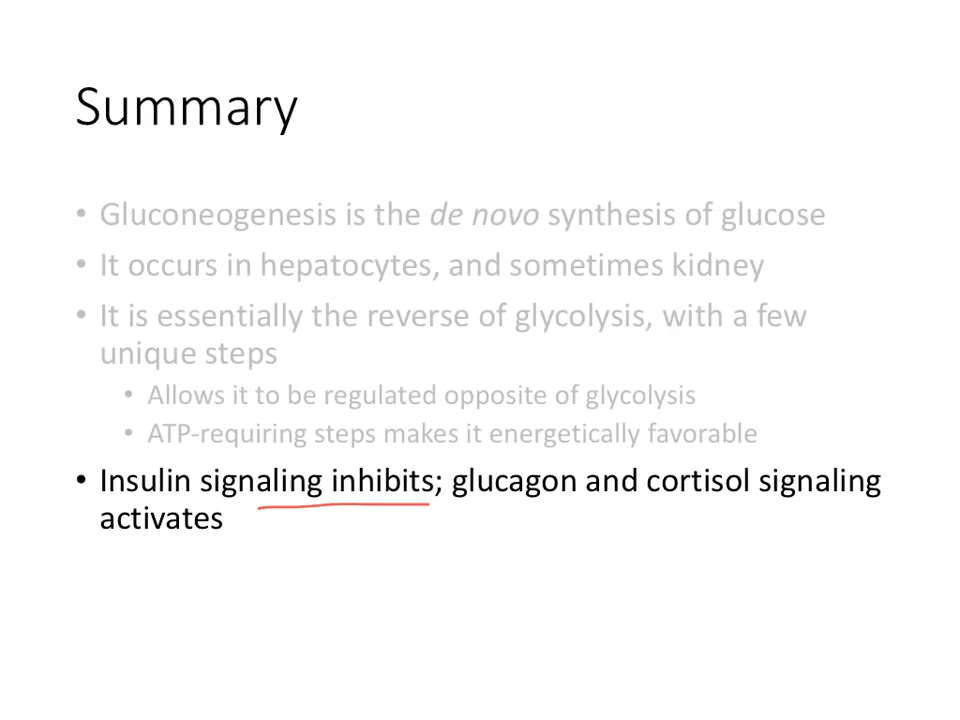 Summary
• Gluconeogenesis is the de novo synthesis of glucose
• It occurs in hepatocytes, and sometimes kidney
• It is essentially the reverse of glycolysis, with a few
unique steps
• Allows it to be regulated opposite of glycolysis
• ATP-requiring steps makes it energetically favorable
• Insulin signaling inhibits; glucagon and cortisol signaling
activates